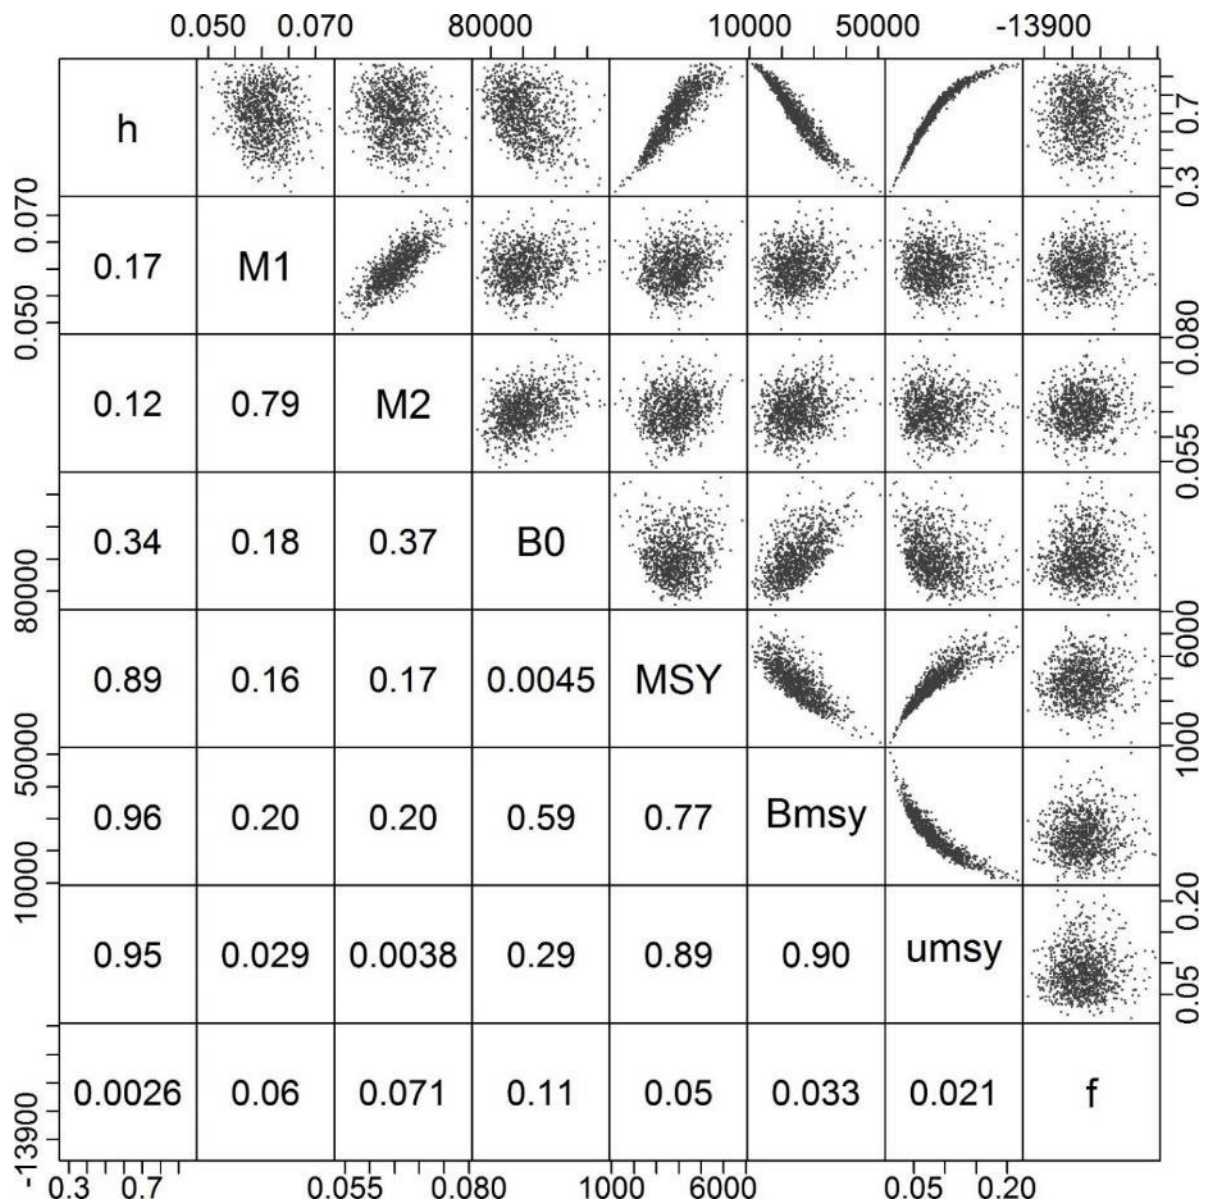 0.050 0.070 80000 10000 50000 -13900
h 0.3 0.7
0.050 0.070 0.17 M1
0.12 0.79 M2 0.055 0.080
80000 0.34 0.18 0.37 B0
0.89 0.16 0.17 0.0045 MSY 1000 6000
10000 50000 0.96 0.20 0.20 0.59 0.77 Bmsy
0.95 0.029 0.0038 0.29 0.89 0.90 umsy 0.05 0.20
-13900 0.0026 0.06 0.071 0.11 0.05 0.033 0.021 f
0.3 0.7 0.055 0.080 1000 6000 0.05 0.20